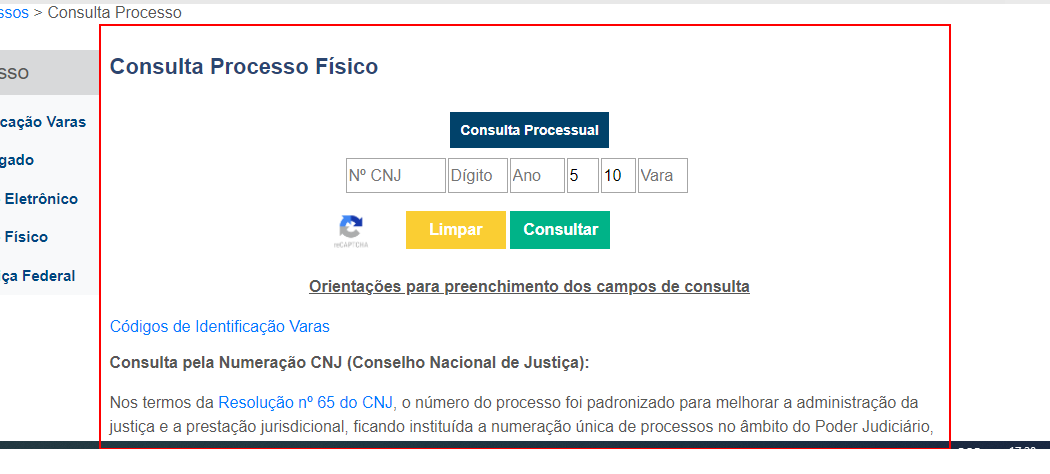 ssos > Consulta Processo
Consulta Processo Físico
sso
Consulta Processual
cação Varas
gado
Eletrônico
Físico
iça Federal
Nº CNJ Dígito Ano 5 10 Vara
reCAPTCHA Limpar Consultar
Orientações para preenchimento dos campos de consulta
Códigos de Identificação Varas
Consulta pela Numeração CNJ (Conselho Nacional de Justiça):
Nos termos da Resolução nº 65 do CNJ, o número do processo foi padronizado para melhorar a administração da
justiça e a prestação jurisdicional, ficando instituída a numeração única de processos no âmbito do Poder Judiciário,